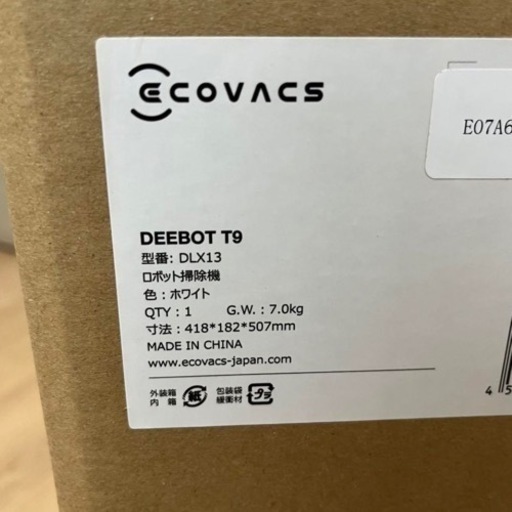 ECOVACS
E07A6
DEEBOT T9
型番: DLX13
ロボット掃除機
色：ホワイト
QTY：1 G.W.：7.0kg
寸法：418*182*507mm
MADE IN CHINA
www.ecovacs-japan.com
外装箱 紙 包装袋 プラ
内箱 緩衝材
4 5